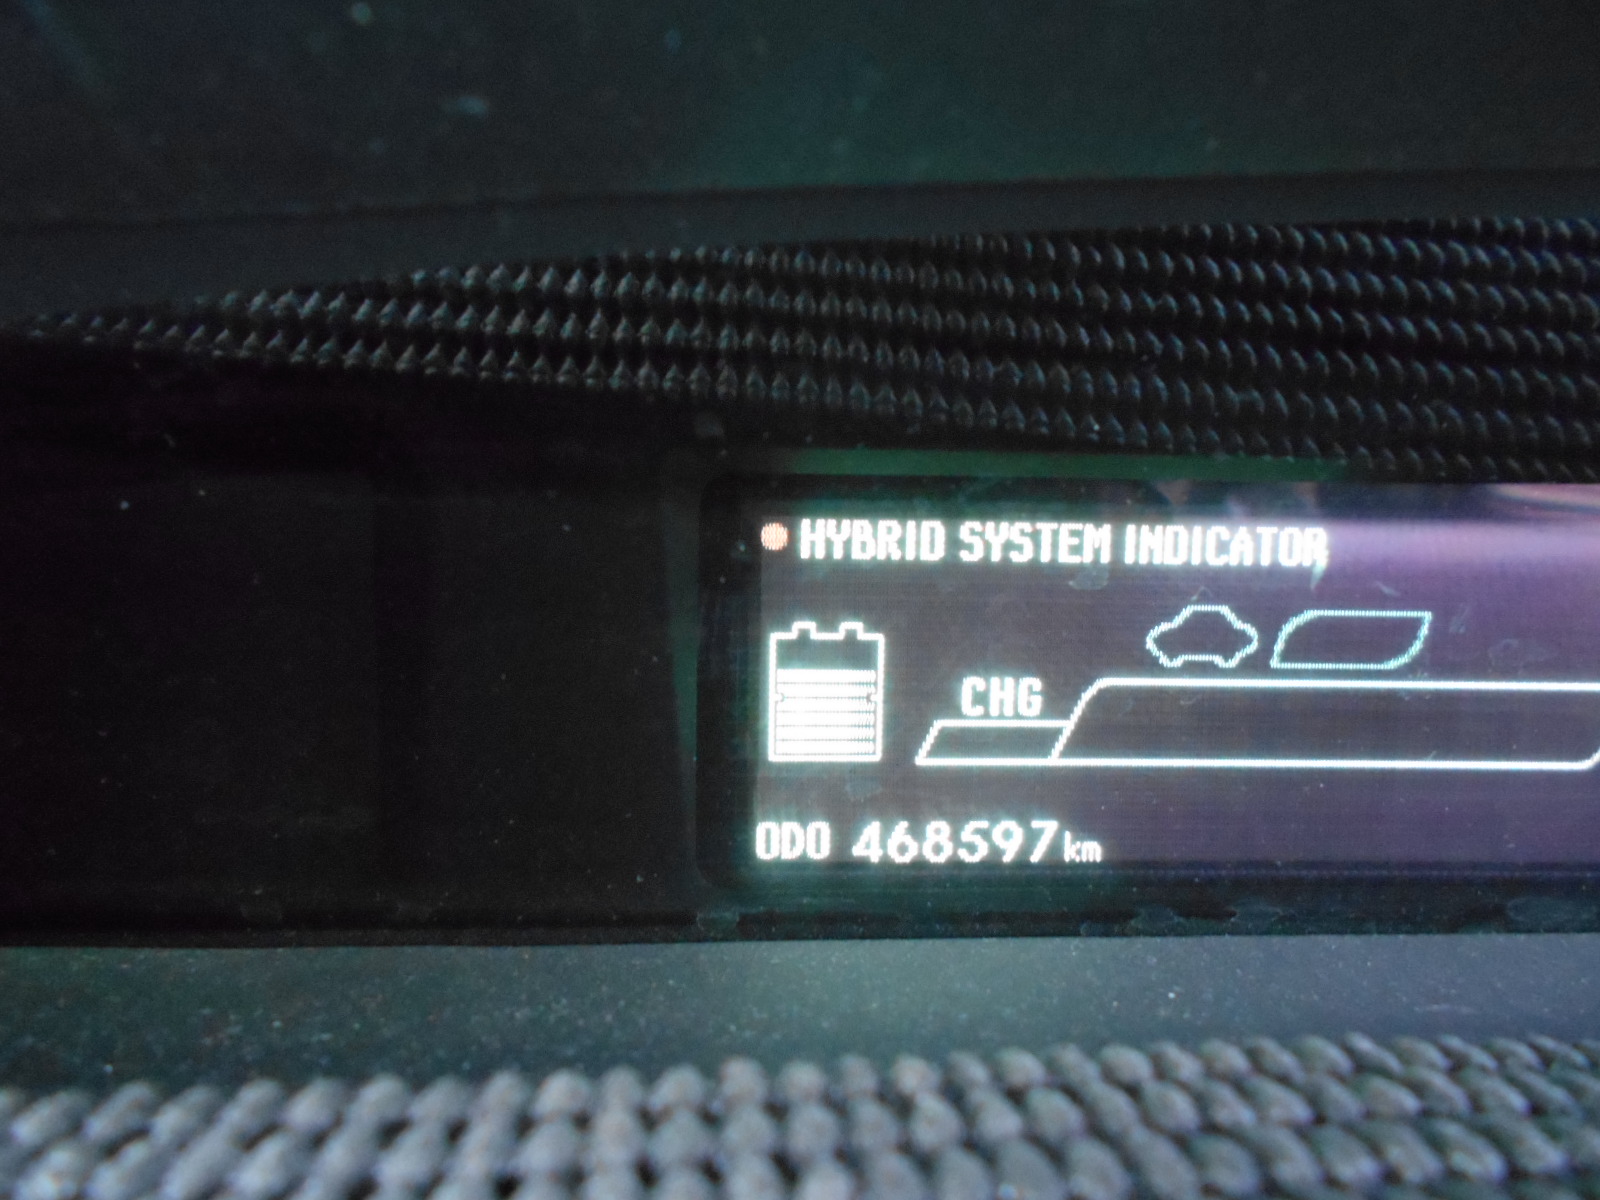 HYBRID SYSTEM INDICATOR
CHG
ODO 468597km